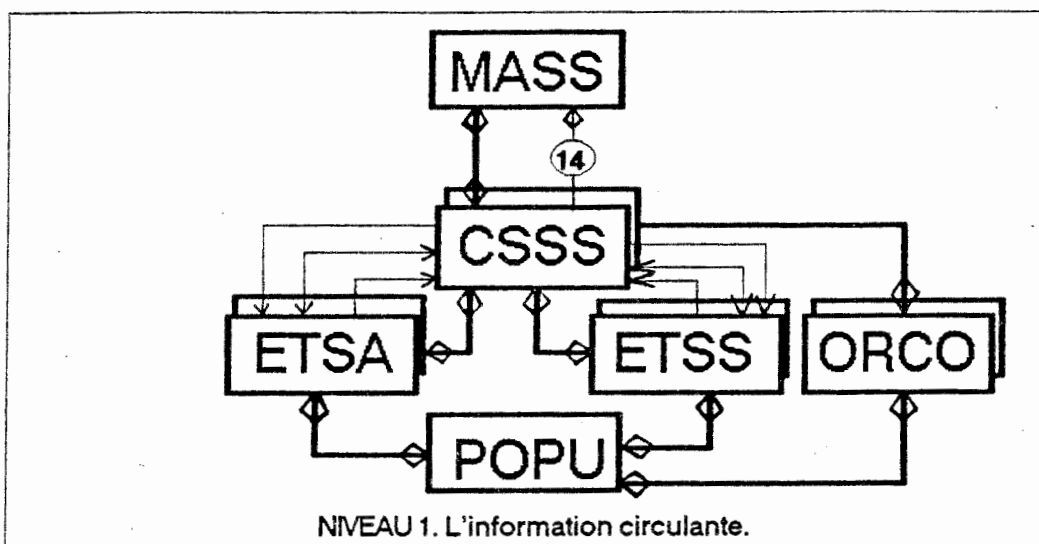 MASS
14
CSSS
ETSA
ETSS
ORCO
POPU
NIVEAU 1. L'information circulante.